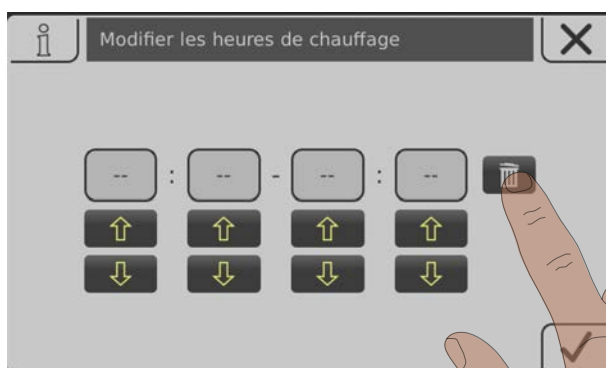 Modifier les heures de chauffage
-- : -- - -- : --